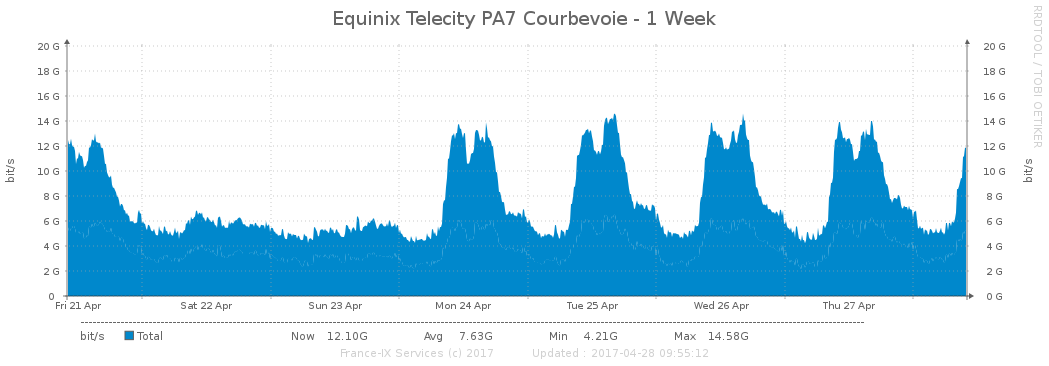 Equinix Telecity PA7 Courbevoie - 1 Week
RRDTOOL / TOBI OETIKER
bit/s
20 G 20 G
18 G 18 G
16 G 16 G
14 G 14 G
12 G 12 G
10 G 10 G
8 G 8 G
6 G 6 G
4 G 4 G
2 G 2 G
0 0 G
bit/s
Fri 21 Apr Sat 22 Apr Sun 23 Apr Mon 24 Apr Tue 25 Apr Wed 26 Apr Thu 27 Apr
bit/s Total Now 12.10G Avg 7.63G Min 4.21G Max 14.58G
France-IX Services (c) 2017 Updated : 2017-04-28 09:55:12